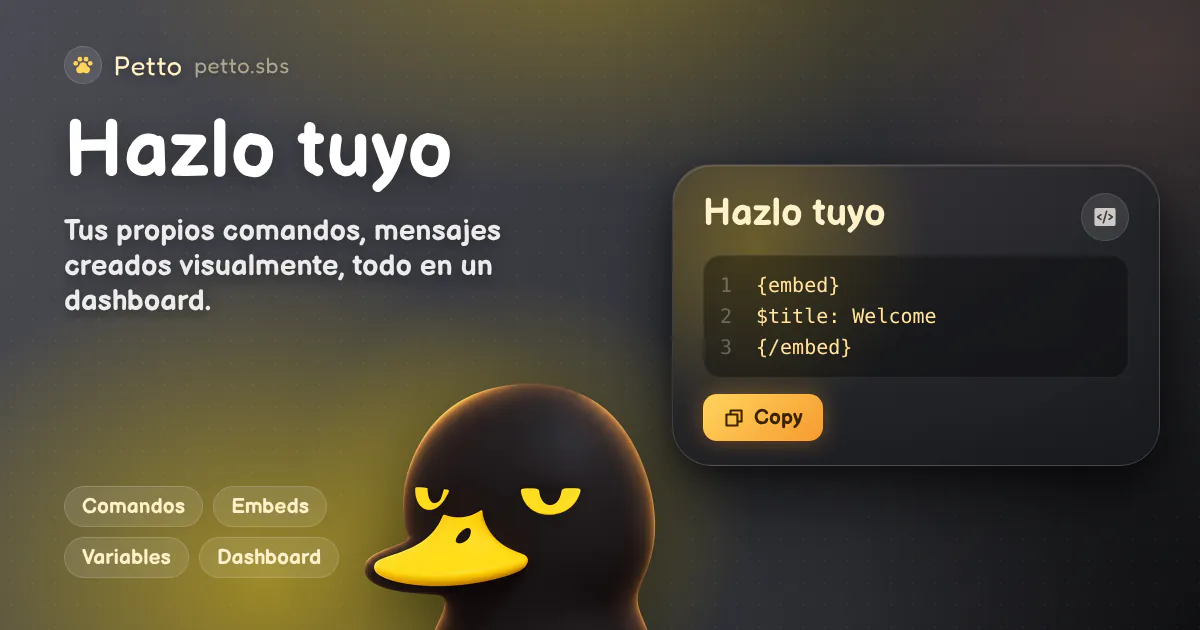 Petto petto.sbs
Hazlo tuyo
Tus propios comandos, mensajes
creados visualmente, todo en un
dashboard.
Comandos Embeds
Variables Dashboard
Hazlo tuyo
</>
1 {embed}
2 $title: Welcome
3 {/embed}
Copy